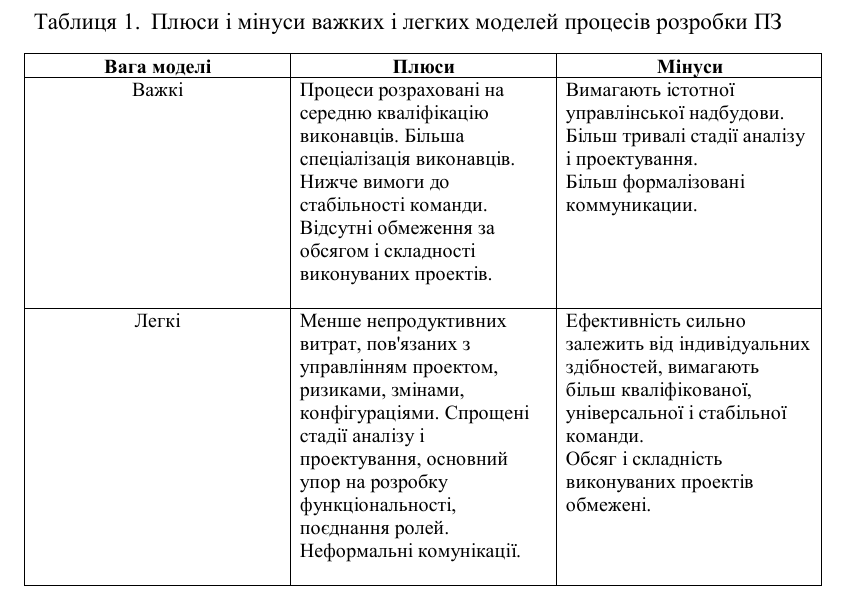 Таблиця 1.  Плюси і мінуси важких і легких моделей процесів розробки ПЗ
Вага моделі
Плюси
Мінуси
Важкі
Процеси розраховані на
середню кваліфікацію
виконавців. Більша
спеціалізація виконавців.
Нижче вимоги до
стабільності команди.
Відсутні обмеження за
обсягом і складності
виконуваних проектів.
Вимагають істотної
управлінської надбудови.
Більш тривалі стадії аналізу
і проектування.
Більш формалізовані
коммуникации.
Легкі
Менше непродуктивних
витрат, пов'язаних з
управлінням проектом,
ризиками, змінами,
конфігураціями. Спрощені
стадії аналізу і
проектування, основний
упор на розробку
функціональності,
поєднання ролей.
Неформальні комунікації.
Ефективність сильно
залежить від індивідуальних
здібностей, вимагають
більш кваліфікованої,
універсальної і стабільної
команди.
Обсяг і складність
виконуваних проектів
обмежені.